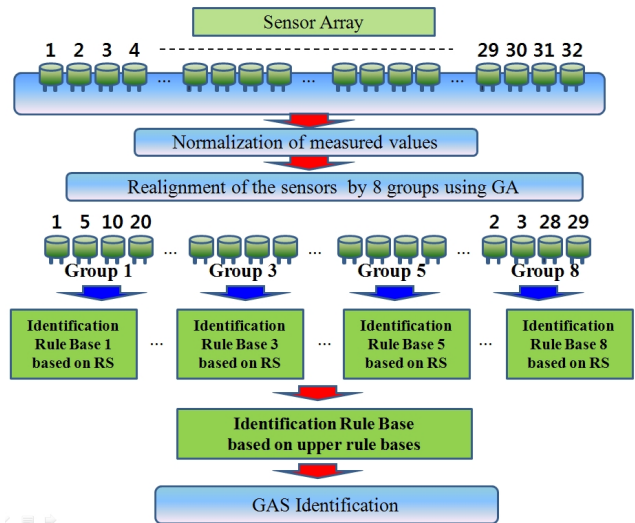 Sensor Array
1 2 3 4 ... ... ... 29 30 31 32
Normalization of measured values
Realignment of the sensors by 8 groups using GA
1 5 10 20 ... ... ... 2 3 28 29
Group 1 Group 3 Group 5 Group 8
Identification Rule Base 1 based on RS
...
Identification Rule Base 3 based on RS
...
Identification Rule Base 5 based on RS
...
Identification Rule Base 8 based on RS
Identification Rule Base
based on upper rule bases
GAS Identification